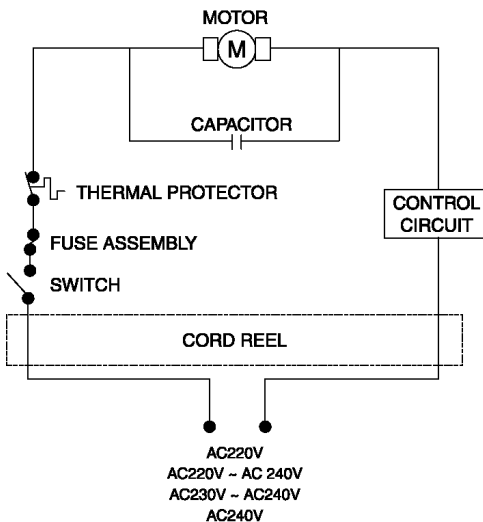 MOTOR
M
CAPACITOR
THERMAL PROTECTOR
CONTROL
CIRCUIT
FUSE ASSEMBLY
SWITCH
CORD REEL
AC220V
AC220V ~ AC 240V
AC230V ~ AC240V
AC240V